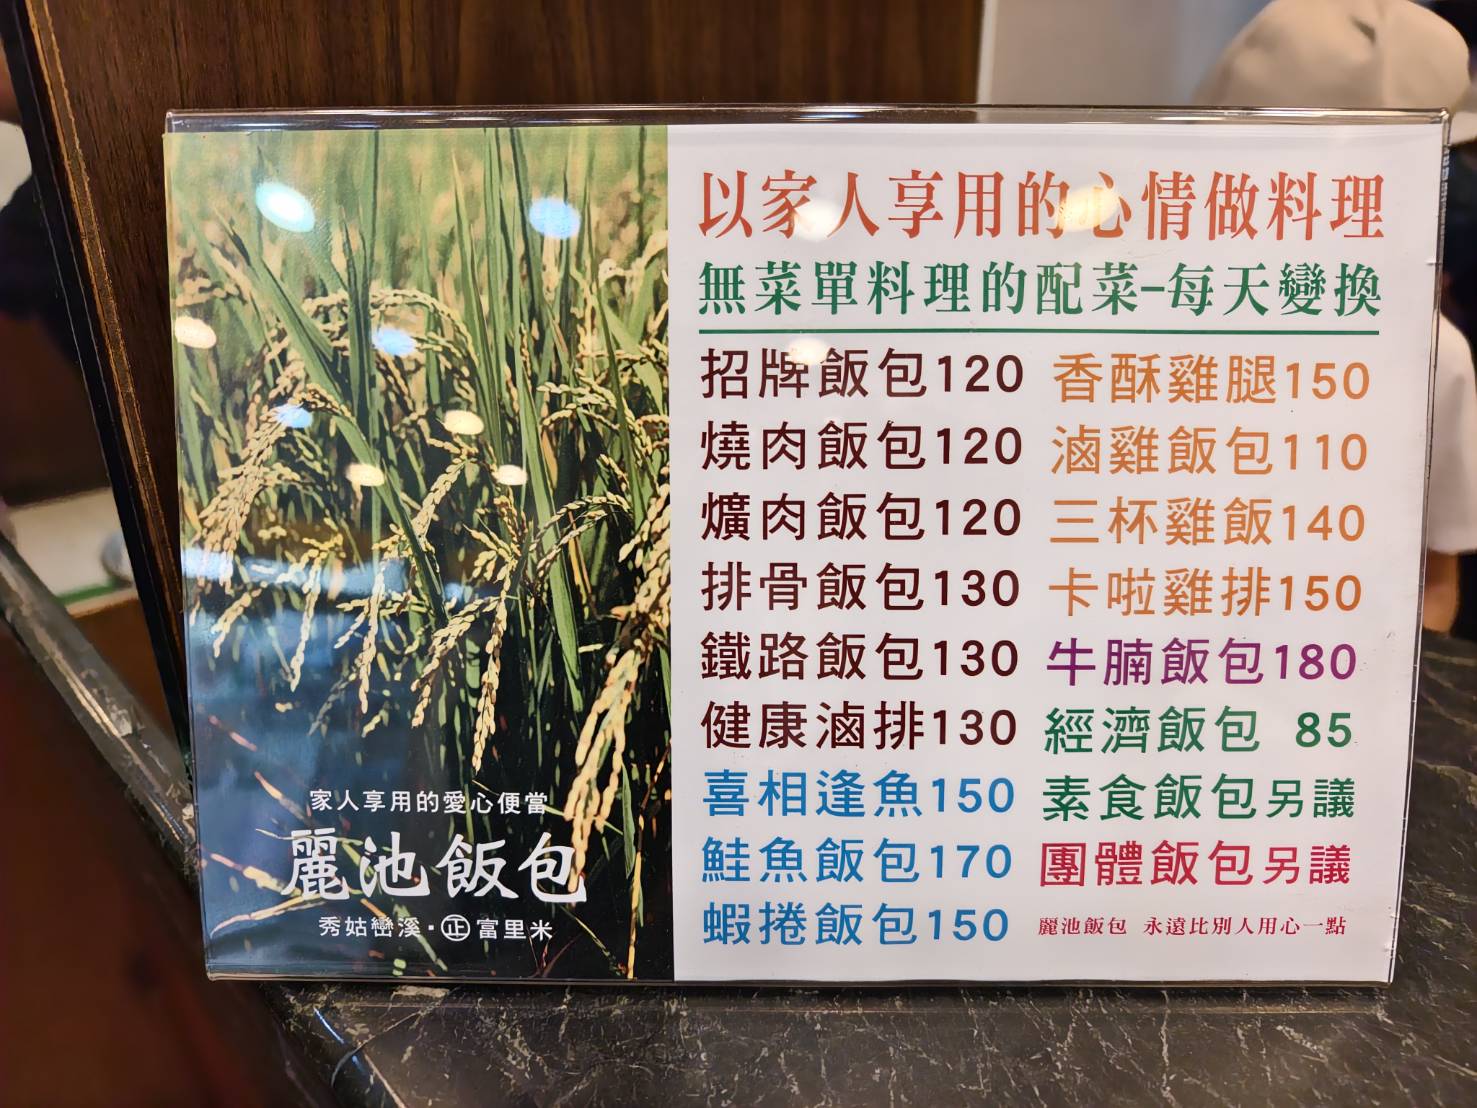 以家人享用的心情做料理
無菜單料理的配菜-每天變換
招牌飯包120
燒肉飯包120
爌肉飯包120
排骨飯包130
鐵路飯包130
健康滷排130
喜相逢魚150
鮭魚飯包170
蝦捲飯包150
香酥雞腿150
滷雞飯包110
三杯雞飯140
卡啦雞排150
牛腩飯包180
經濟飯包 85
素食飯包另議
團體飯包另議
麗池飯包 永遠比別人用心一點
家人享用的愛心便當
麗池飯包
秀姑巒溪·㊣富里米